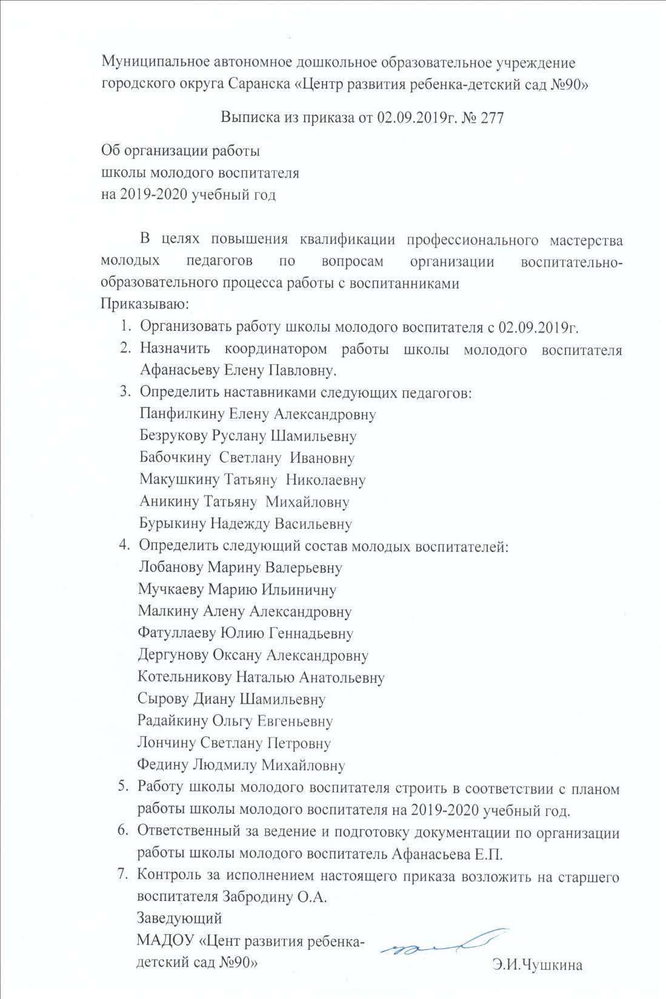 Муниципальное автономное дошкольное образовательное учреждение
городского округа Саранска «Центр развития ребенка-детский сад №90»
Выписка из приказа от 02.09.2019г. № 277
Об организации работы
школы молодого воспитателя
на 2019-2020 учебный год
В целях повышения квалификации профессионального мастерства
молодых педагогов по вопросам организации воспитательно-
образовательного процесса работы с воспитанниками
Приказываю:
1. Организовать работу школы молодого воспитателя с 02.09.2019г.
2. Назначить координатором работы школы молодого воспитателя
Афанасьеву Елену Павловну.
3. Определить наставниками следующих педагогов:
Панфилкину Елену Александровну
Безрукову Руслану Шамильевну
Бабочкину Светлану Ивановну
Макушкину Татьяну Николаевну
Аникину Татьяну Михайловну
Бурыкину Надежду Васильевну
4. Определить следующий состав молодых воспитателей:
Лобанову Марину Валерьевну
Мучкаеву Марию Ильиничну
Малкину Алену Александровну
Фатуллаеву Юлию Геннадьевну
Дергунову Оксану Александровну
Котельникову Наталью Анатольевну
Сырову Диану Шамильевну
Радайкину Ольгу Евгеньевну
Лончину Светлану Петровну
Федину Людмилу Михайловну
5. Работу школы молодого воспитателя строить в соответствии с планом
работы школы молодого воспитателя на 2019-2020 учебный год.
6. Ответственный за ведение и подготовку документации по организации
работы школы молодого воспитатель Афанасьева Е.П.
7. Контроль за исполнением настоящего приказа возложить на старшего
воспитателя Забродину О.А.
Заведующий
МАДОУ «Цент развития ребенка-
детский сад №90»
Э.И.Чушкина